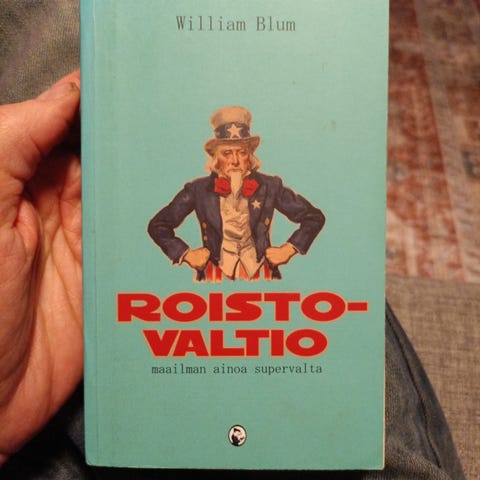 William Blum
ROISTO-
VALTIO
maailman ainoa supervalta